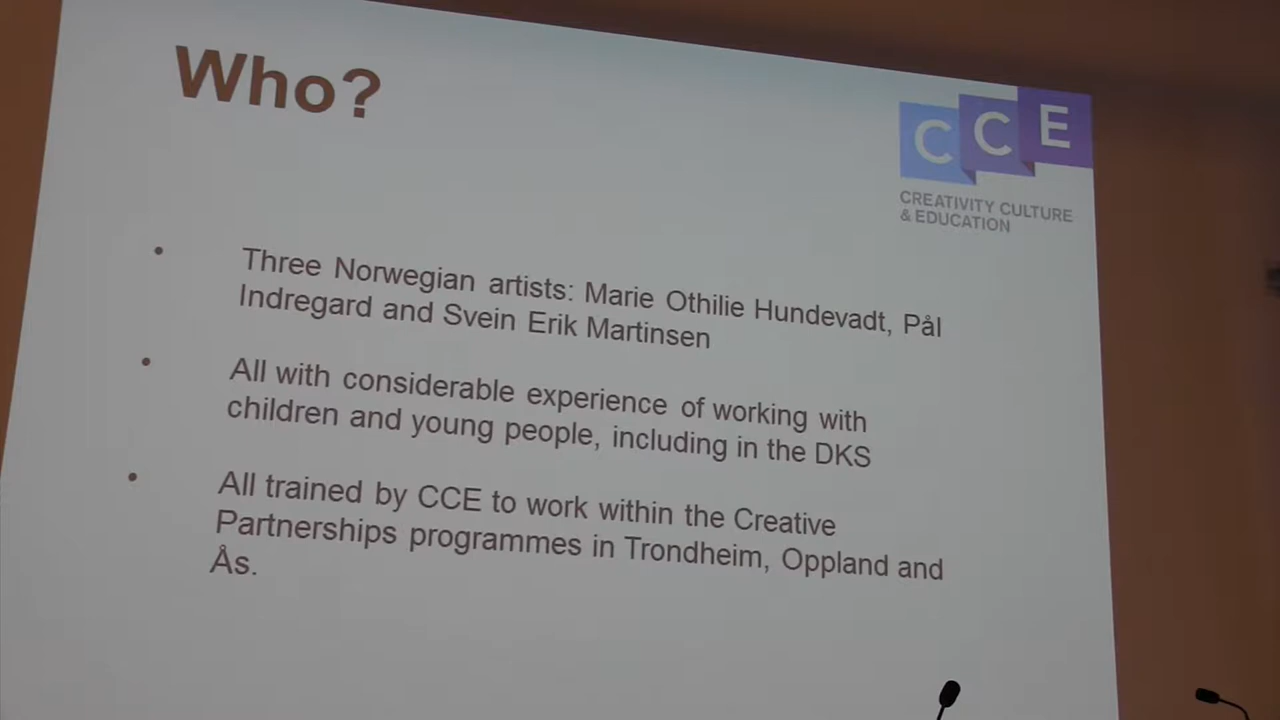 Who?
CCE
CREATIVITY CULTURE
& EDUCATION
• Three Norwegian artists: Marie Othilie Hundevadt, Pål
Indregard and Svein Erik Martinsen
• All with considerable experience of working with
children and young people, including in the DKS
• All trained by CCE to work within the Creative
Partnerships programmes in Trondheim, Oppland and
Ås.